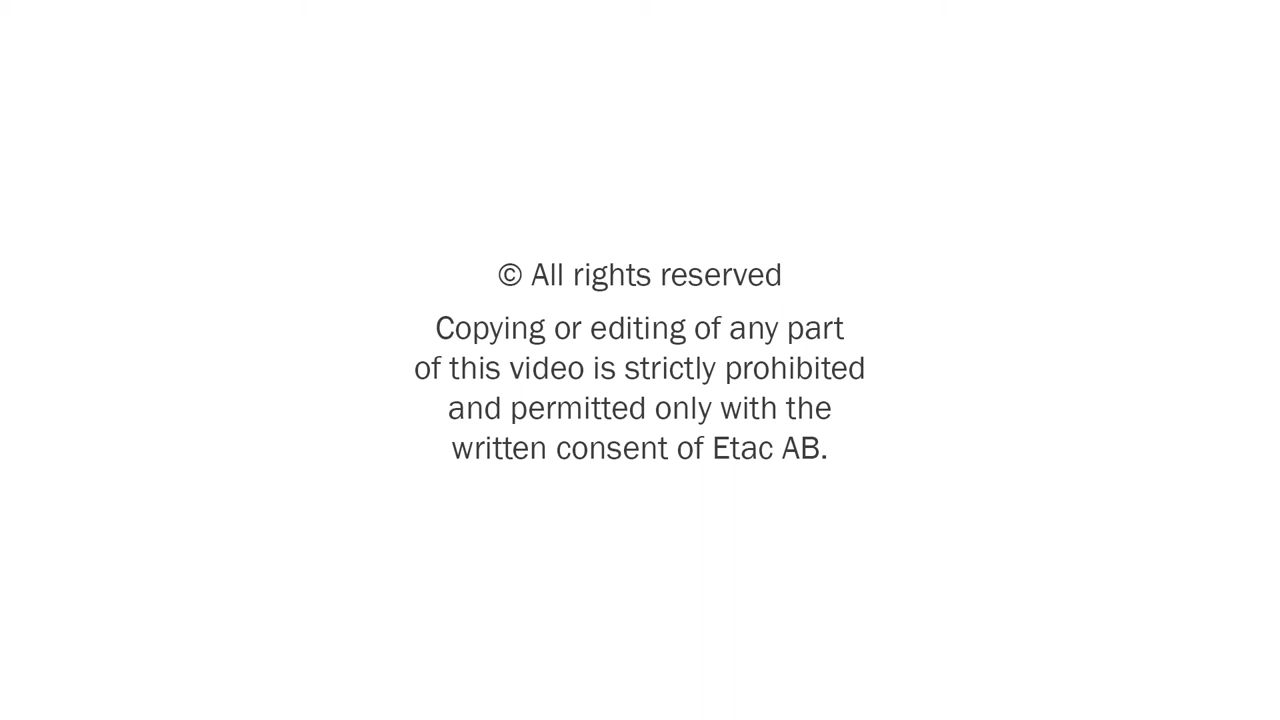 © All rights reserved
Copying or editing of any part
of this video is strictly prohibited
and permitted only with the
written consent of Etac AB.